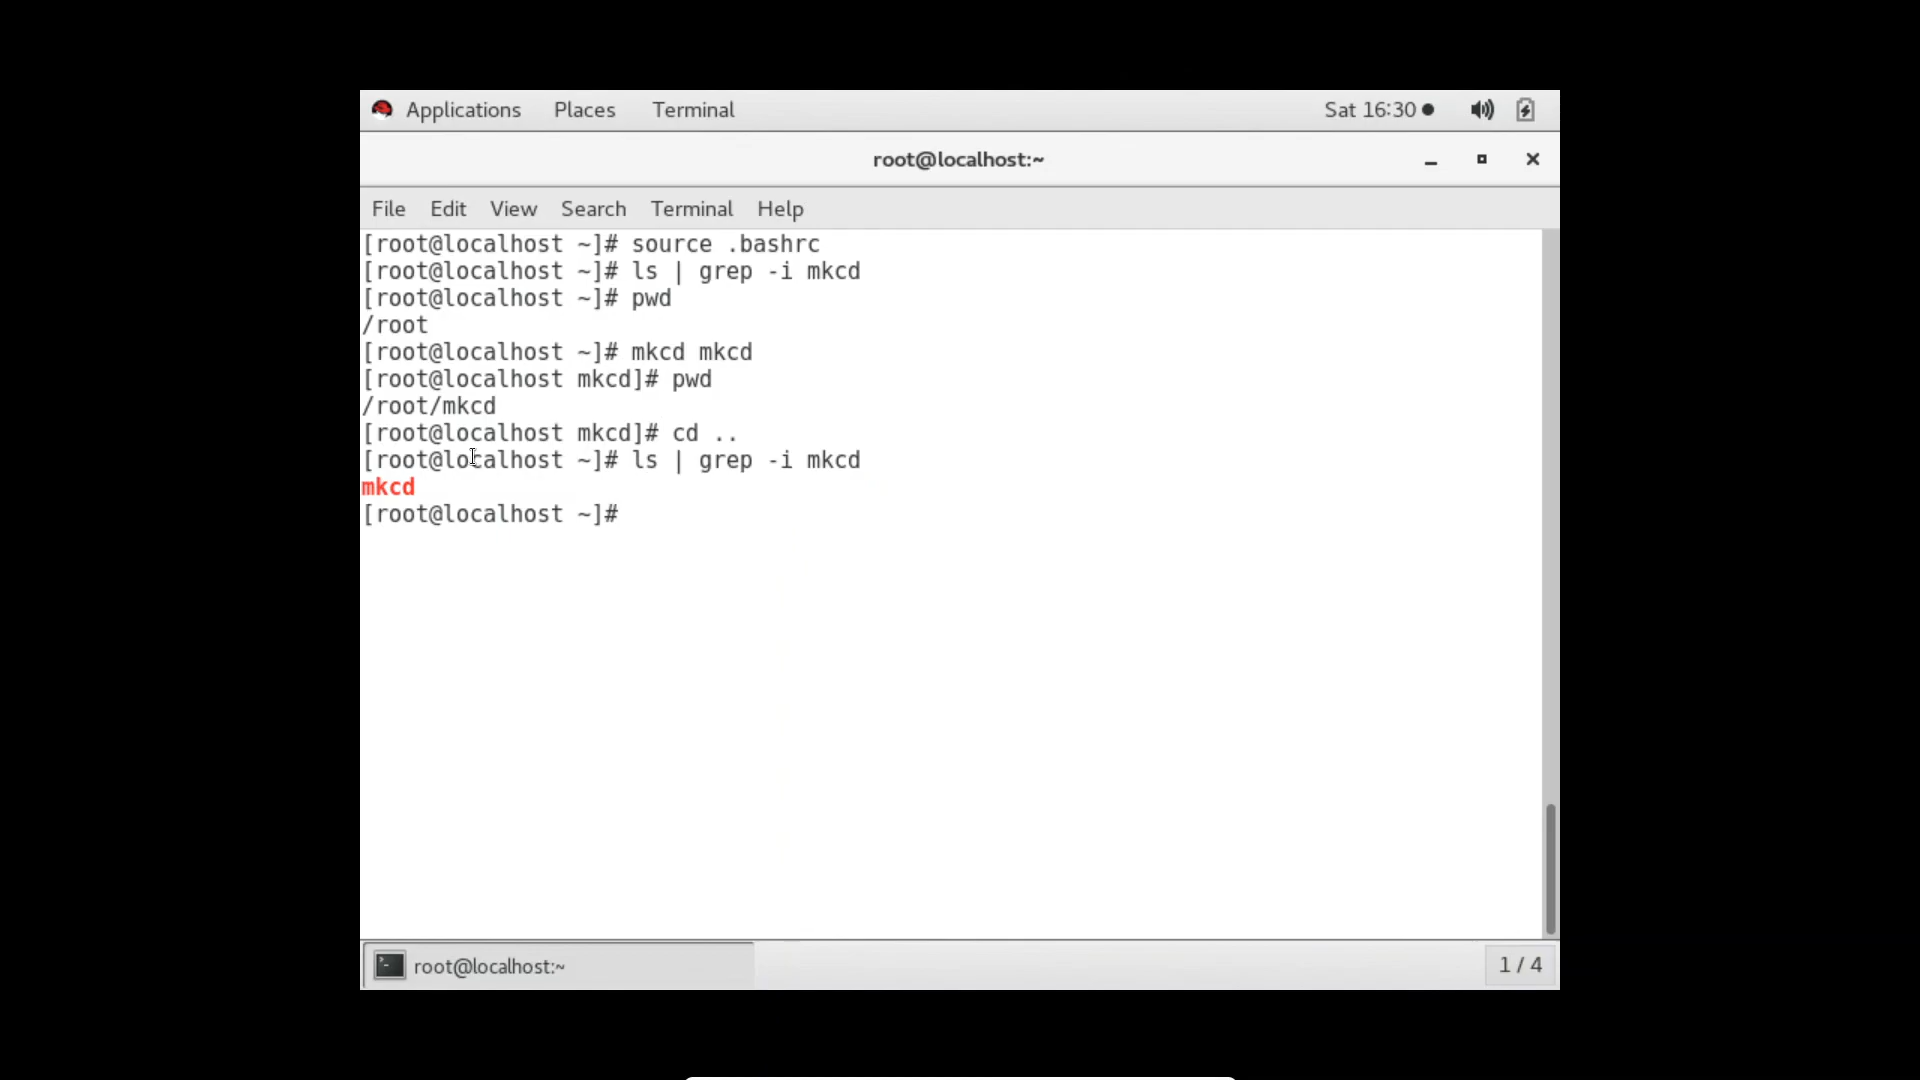 Applications Places Terminal Sat 16:30
root@localhost:~
File Edit View Search Terminal Help
[root@localhost ~]# source .bashrc
[root@localhost ~]# ls | grep -i mkcd
[root@localhost ~]# pwd
/root
[root@localhost ~]# mkcd mkcd
[root@localhost mkcd]# pwd
/root/mkcd
[root@localhost mkcd]# cd ..
[root@localhost ~]# ls | grep -i mkcd
mkcd
[root@localhost ~]#
root@localhost:~ 1 / 4